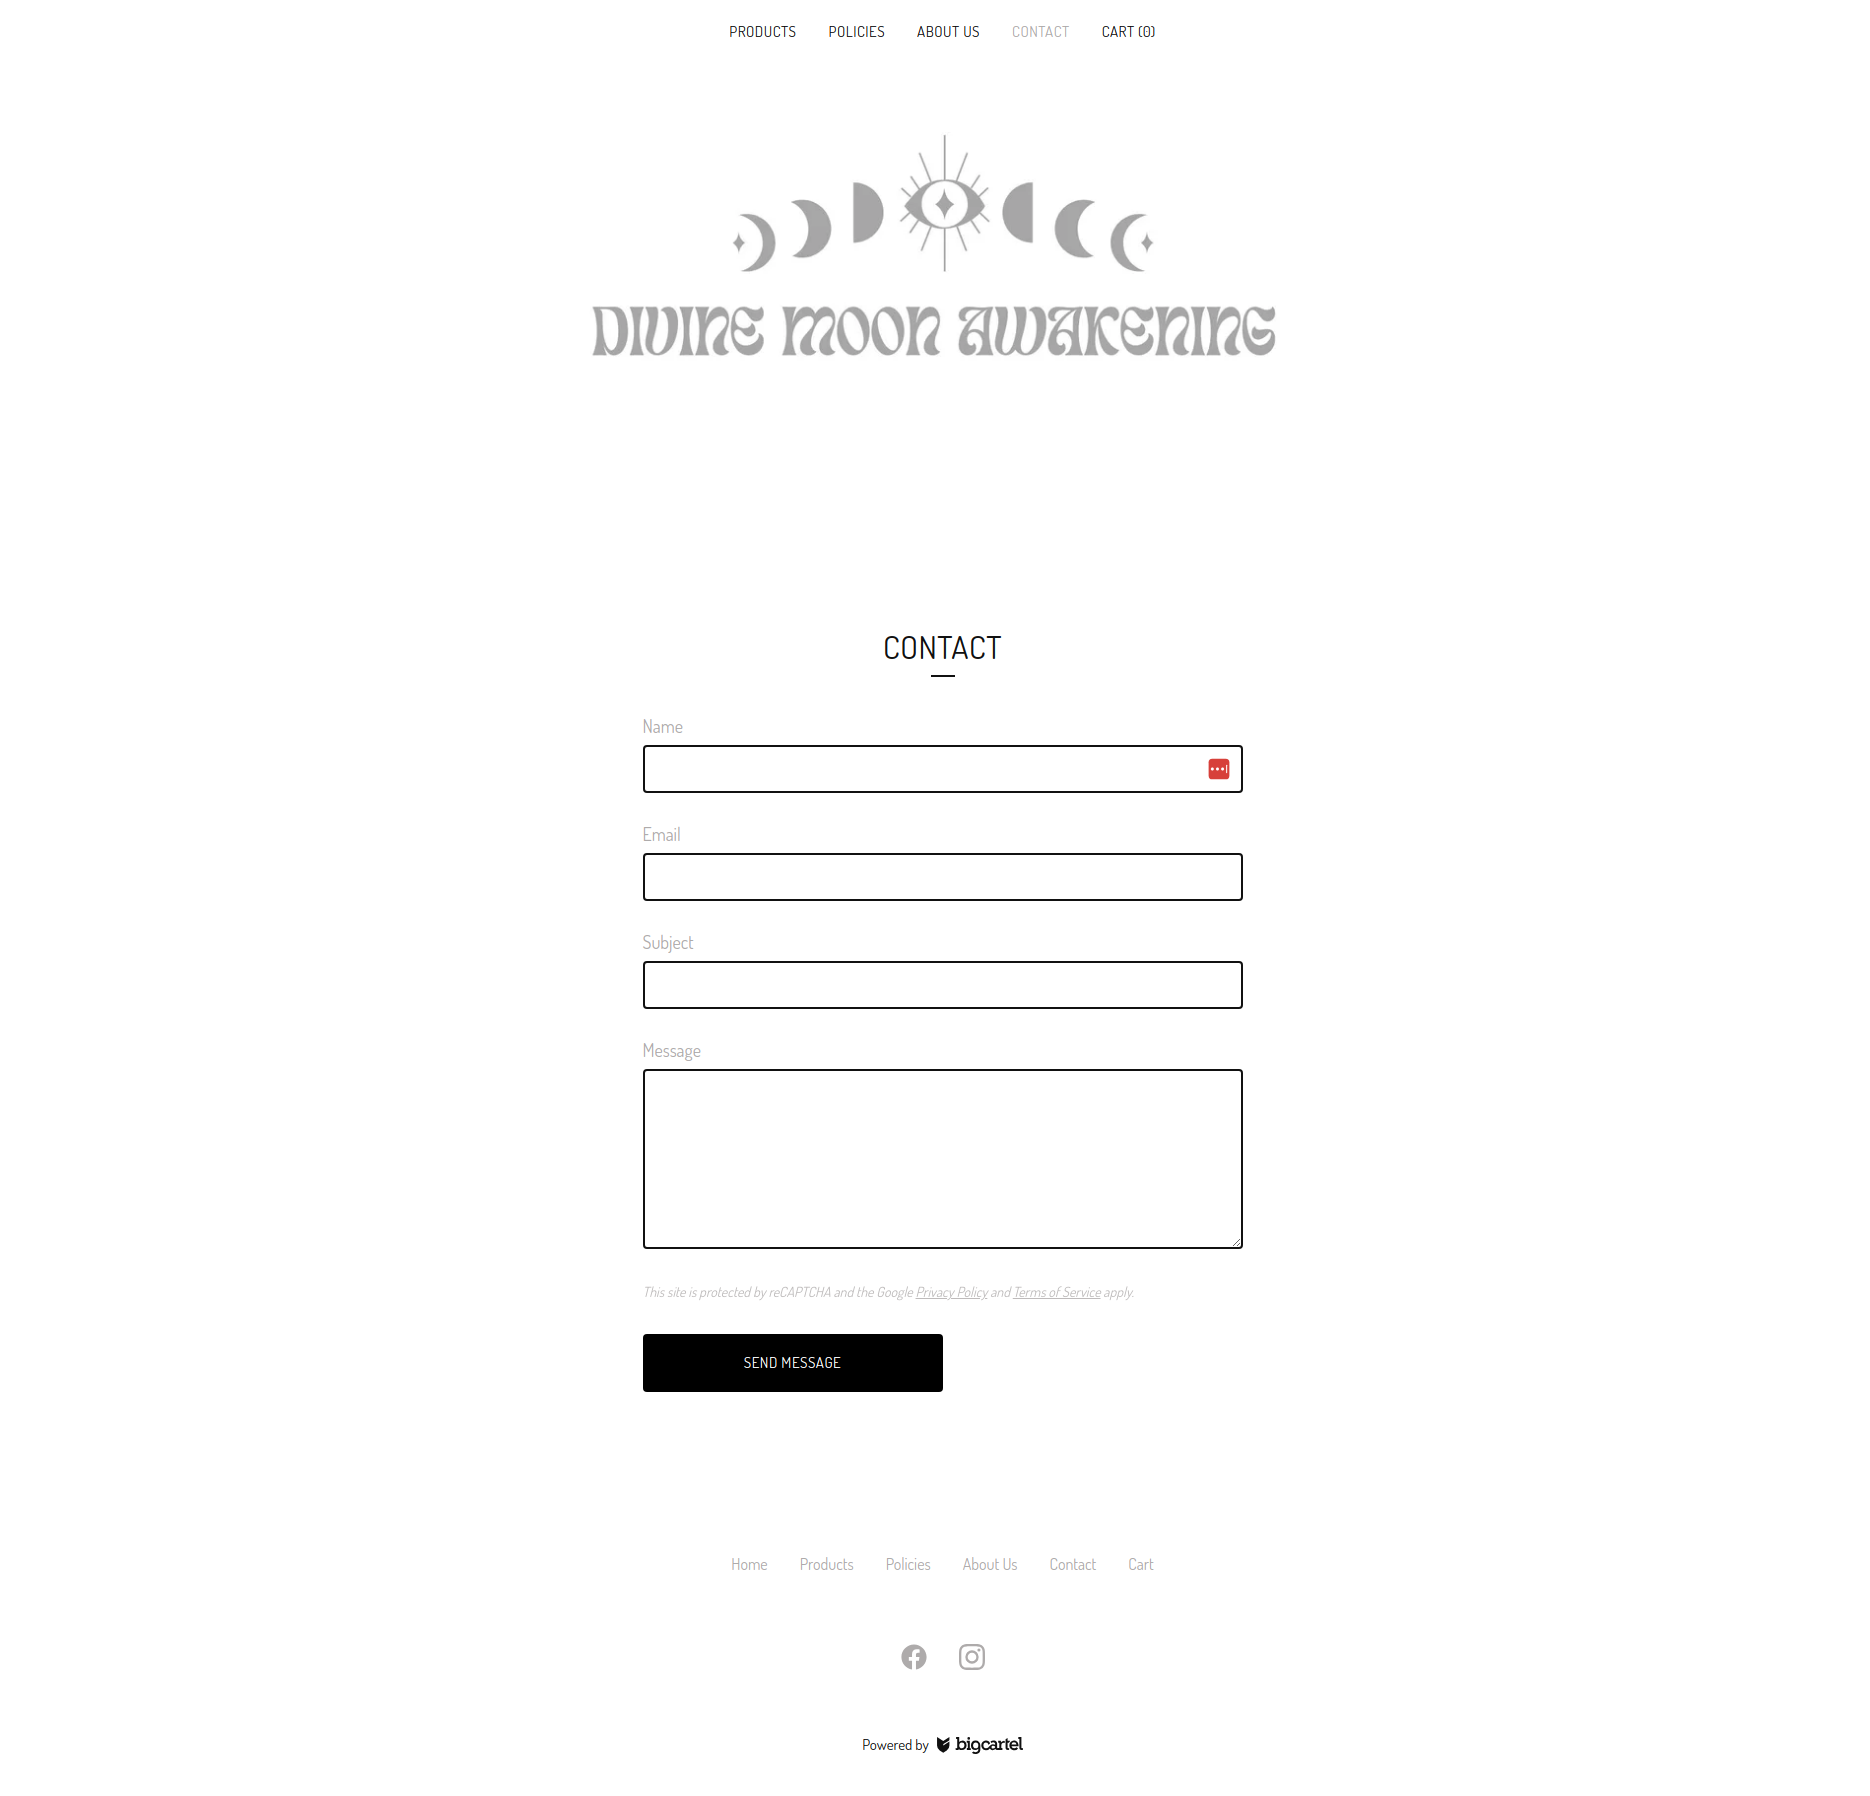 PRODUCTS POLICIES ABOUT US CONTACT CART (0)
DIVINE MOON AWAKENING
CONTACT
Name
Email
Subject
Message
This site is protected by reCAPTCHA and the Google Privacy Policy and Terms of Service apply.
SEND MESSAGE
Home Products Policies About Us Contact Cart
Powered by bigcartel